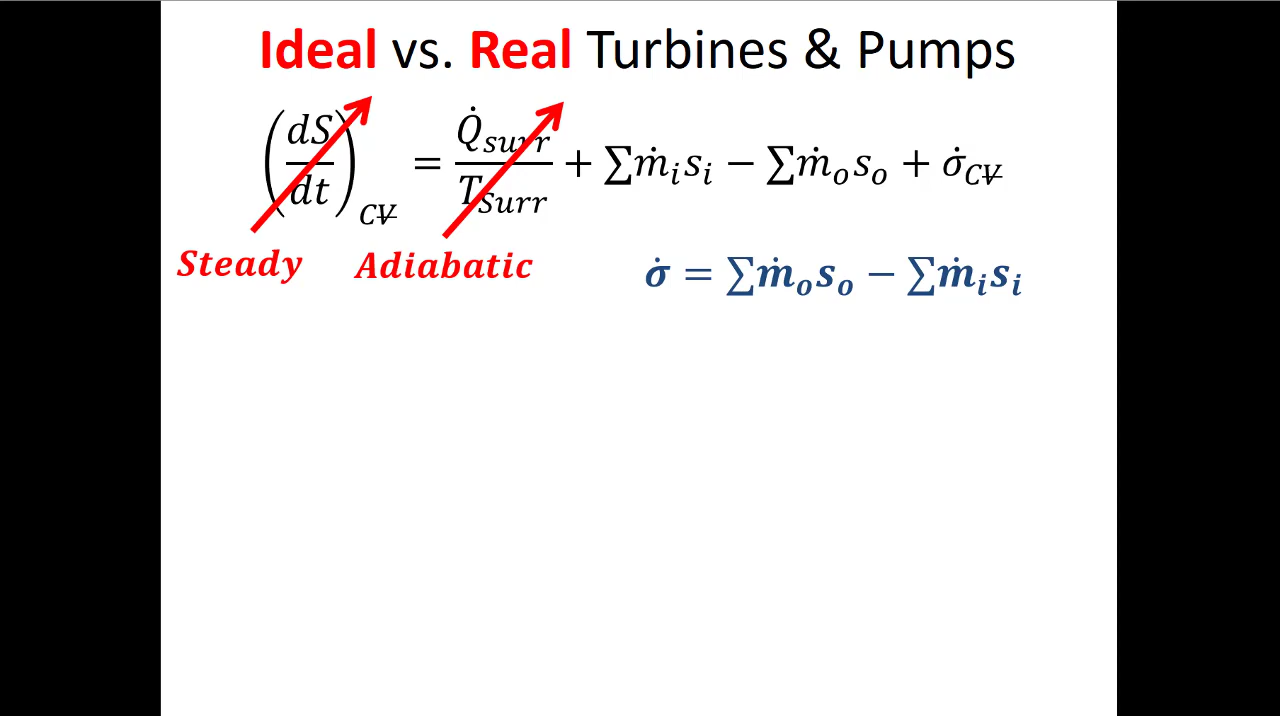 Ideal vs. Real Turbines & Pumps
(dS/dt)_CV̶ = Q̇_surr/T_Surr + ∑ṁ_i s_i − ∑ṁ_o s_o + σ̇_CV̶
Steady Adiabatic
σ̇ = ∑ṁ_o s_o − ∑ṁ_i s_i